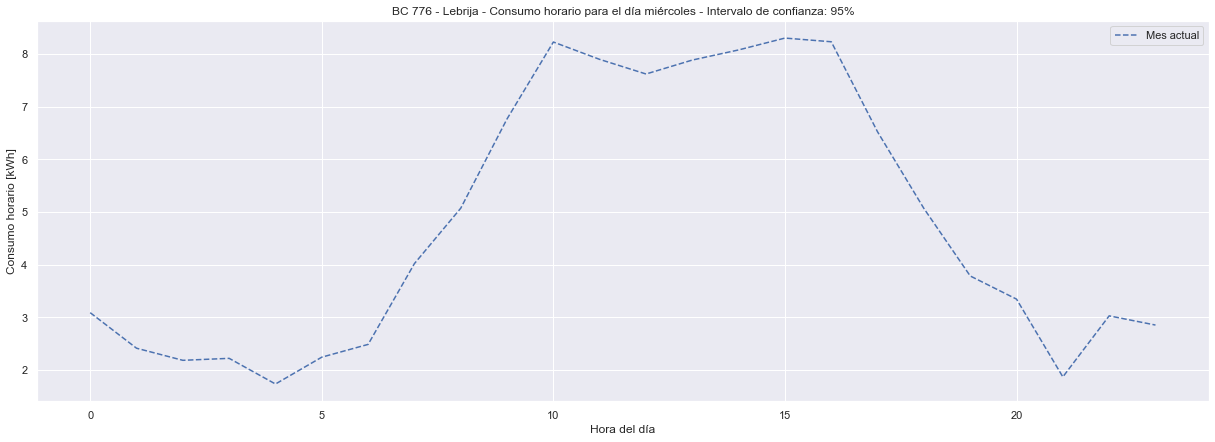 BC 776 - Lebrija - Consumo horario para el día miércoles - Intervalo de confianza: 95%
Mes actual
Consumo horario [kWh]
8
7
6
5
4
3
2
0 5 10 15 20
Hora del día